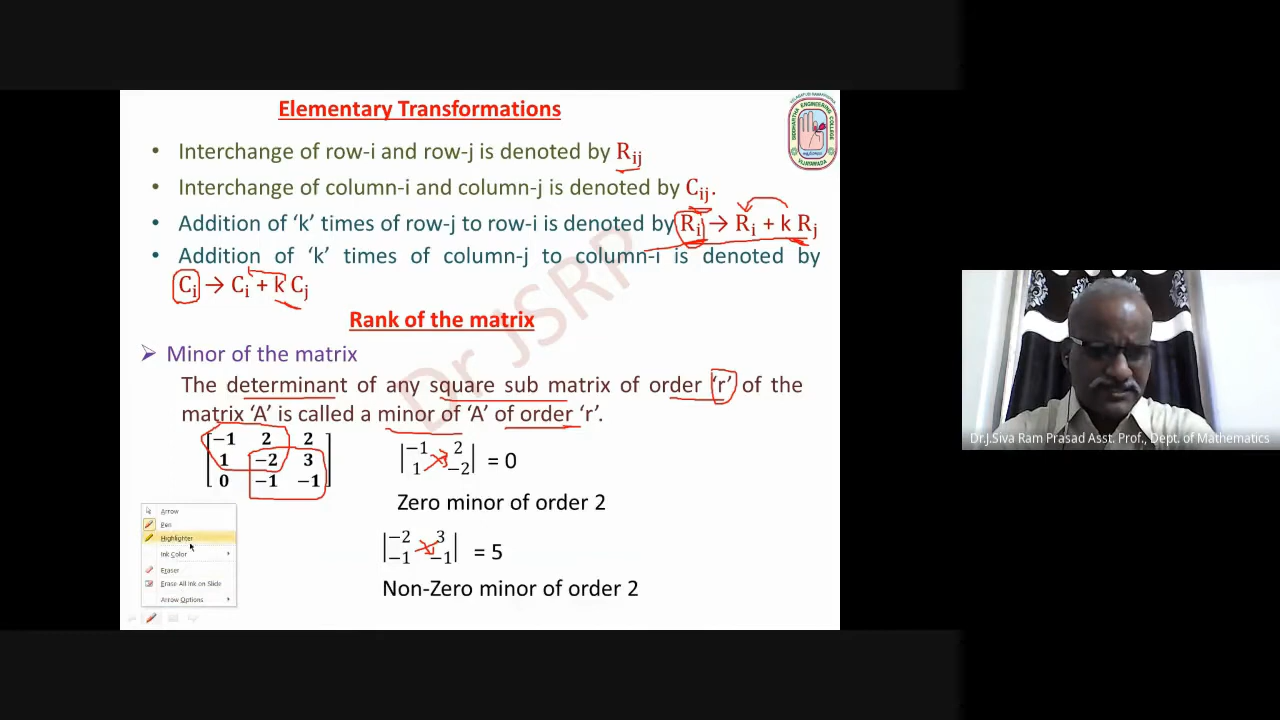 Elementary Transformations
• Interchange of row-i and row-j is denoted by Rij
• Interchange of column-i and column-j is denoted by Cij.
• Addition of ‘k’ times of row-j to row-i is denoted by Ri → Ri + k Rj
• Addition of ‘k’ times of column-j to column-i is denoted by
Ci → Ci + k Cj
Rank of the matrix
➢ Minor of the matrix
The determinant of any square sub matrix of order ‘r’ of the
matrix ‘A’ is called a minor of ‘A’ of order ‘r’.
−1 2 2
1 −2 3
0 −1 −1
|−1 2
1 −2| = 0
Zero minor of order 2
|−2 3
−1 −1| = 5
Non-Zero minor of order 2
Dr JSRP
SIDDHARTHA ENGINEERING COLLEGE
VIJAYAWADA
Arrow
Pen
Highlighter
Ink Color
Eraser
Erase All Ink on Slide
Arrow Options
Dr.J.Siva Ram Prasad Asst. Prof., Dept. of Mathematics